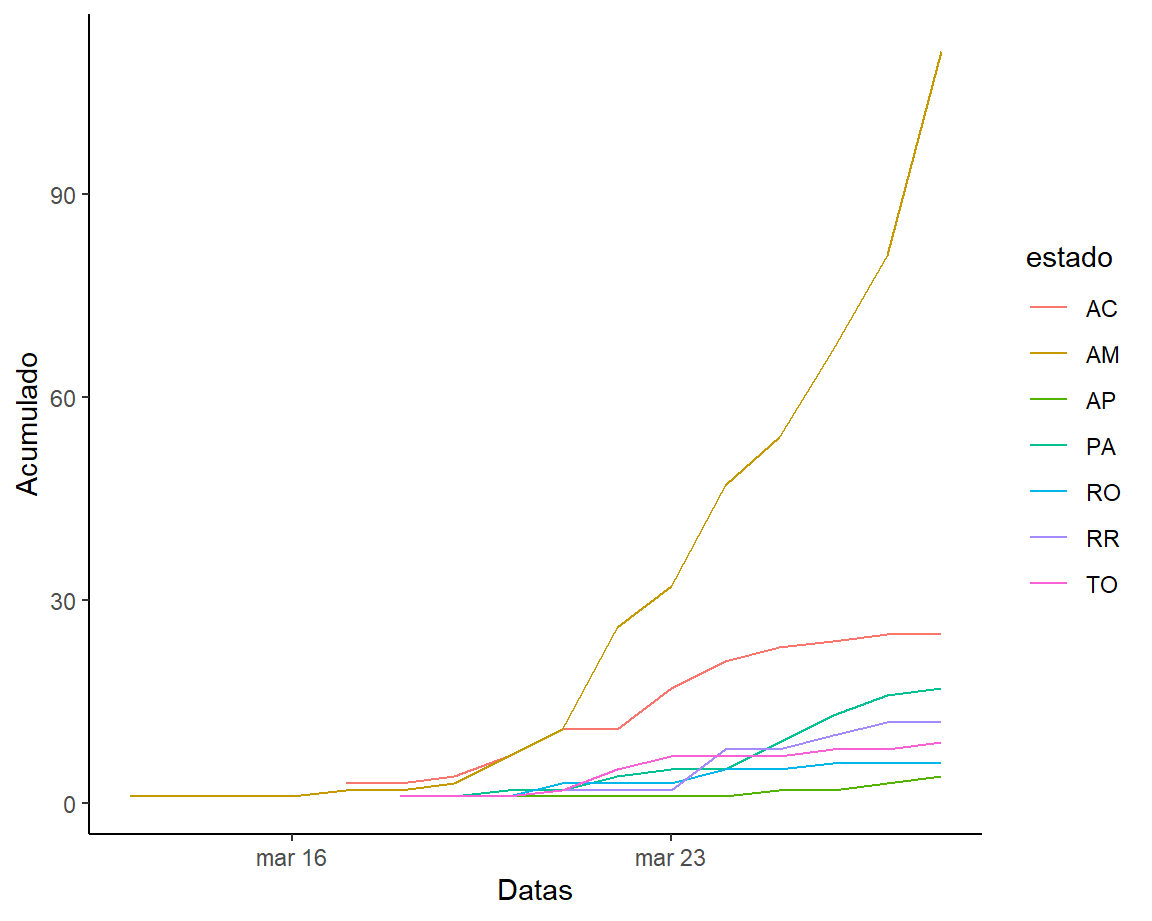 Acumulado
90
60
30
0
mar 16
mar 23
Datas
estado
AC
AM
AP
PA
RO
RR
TO